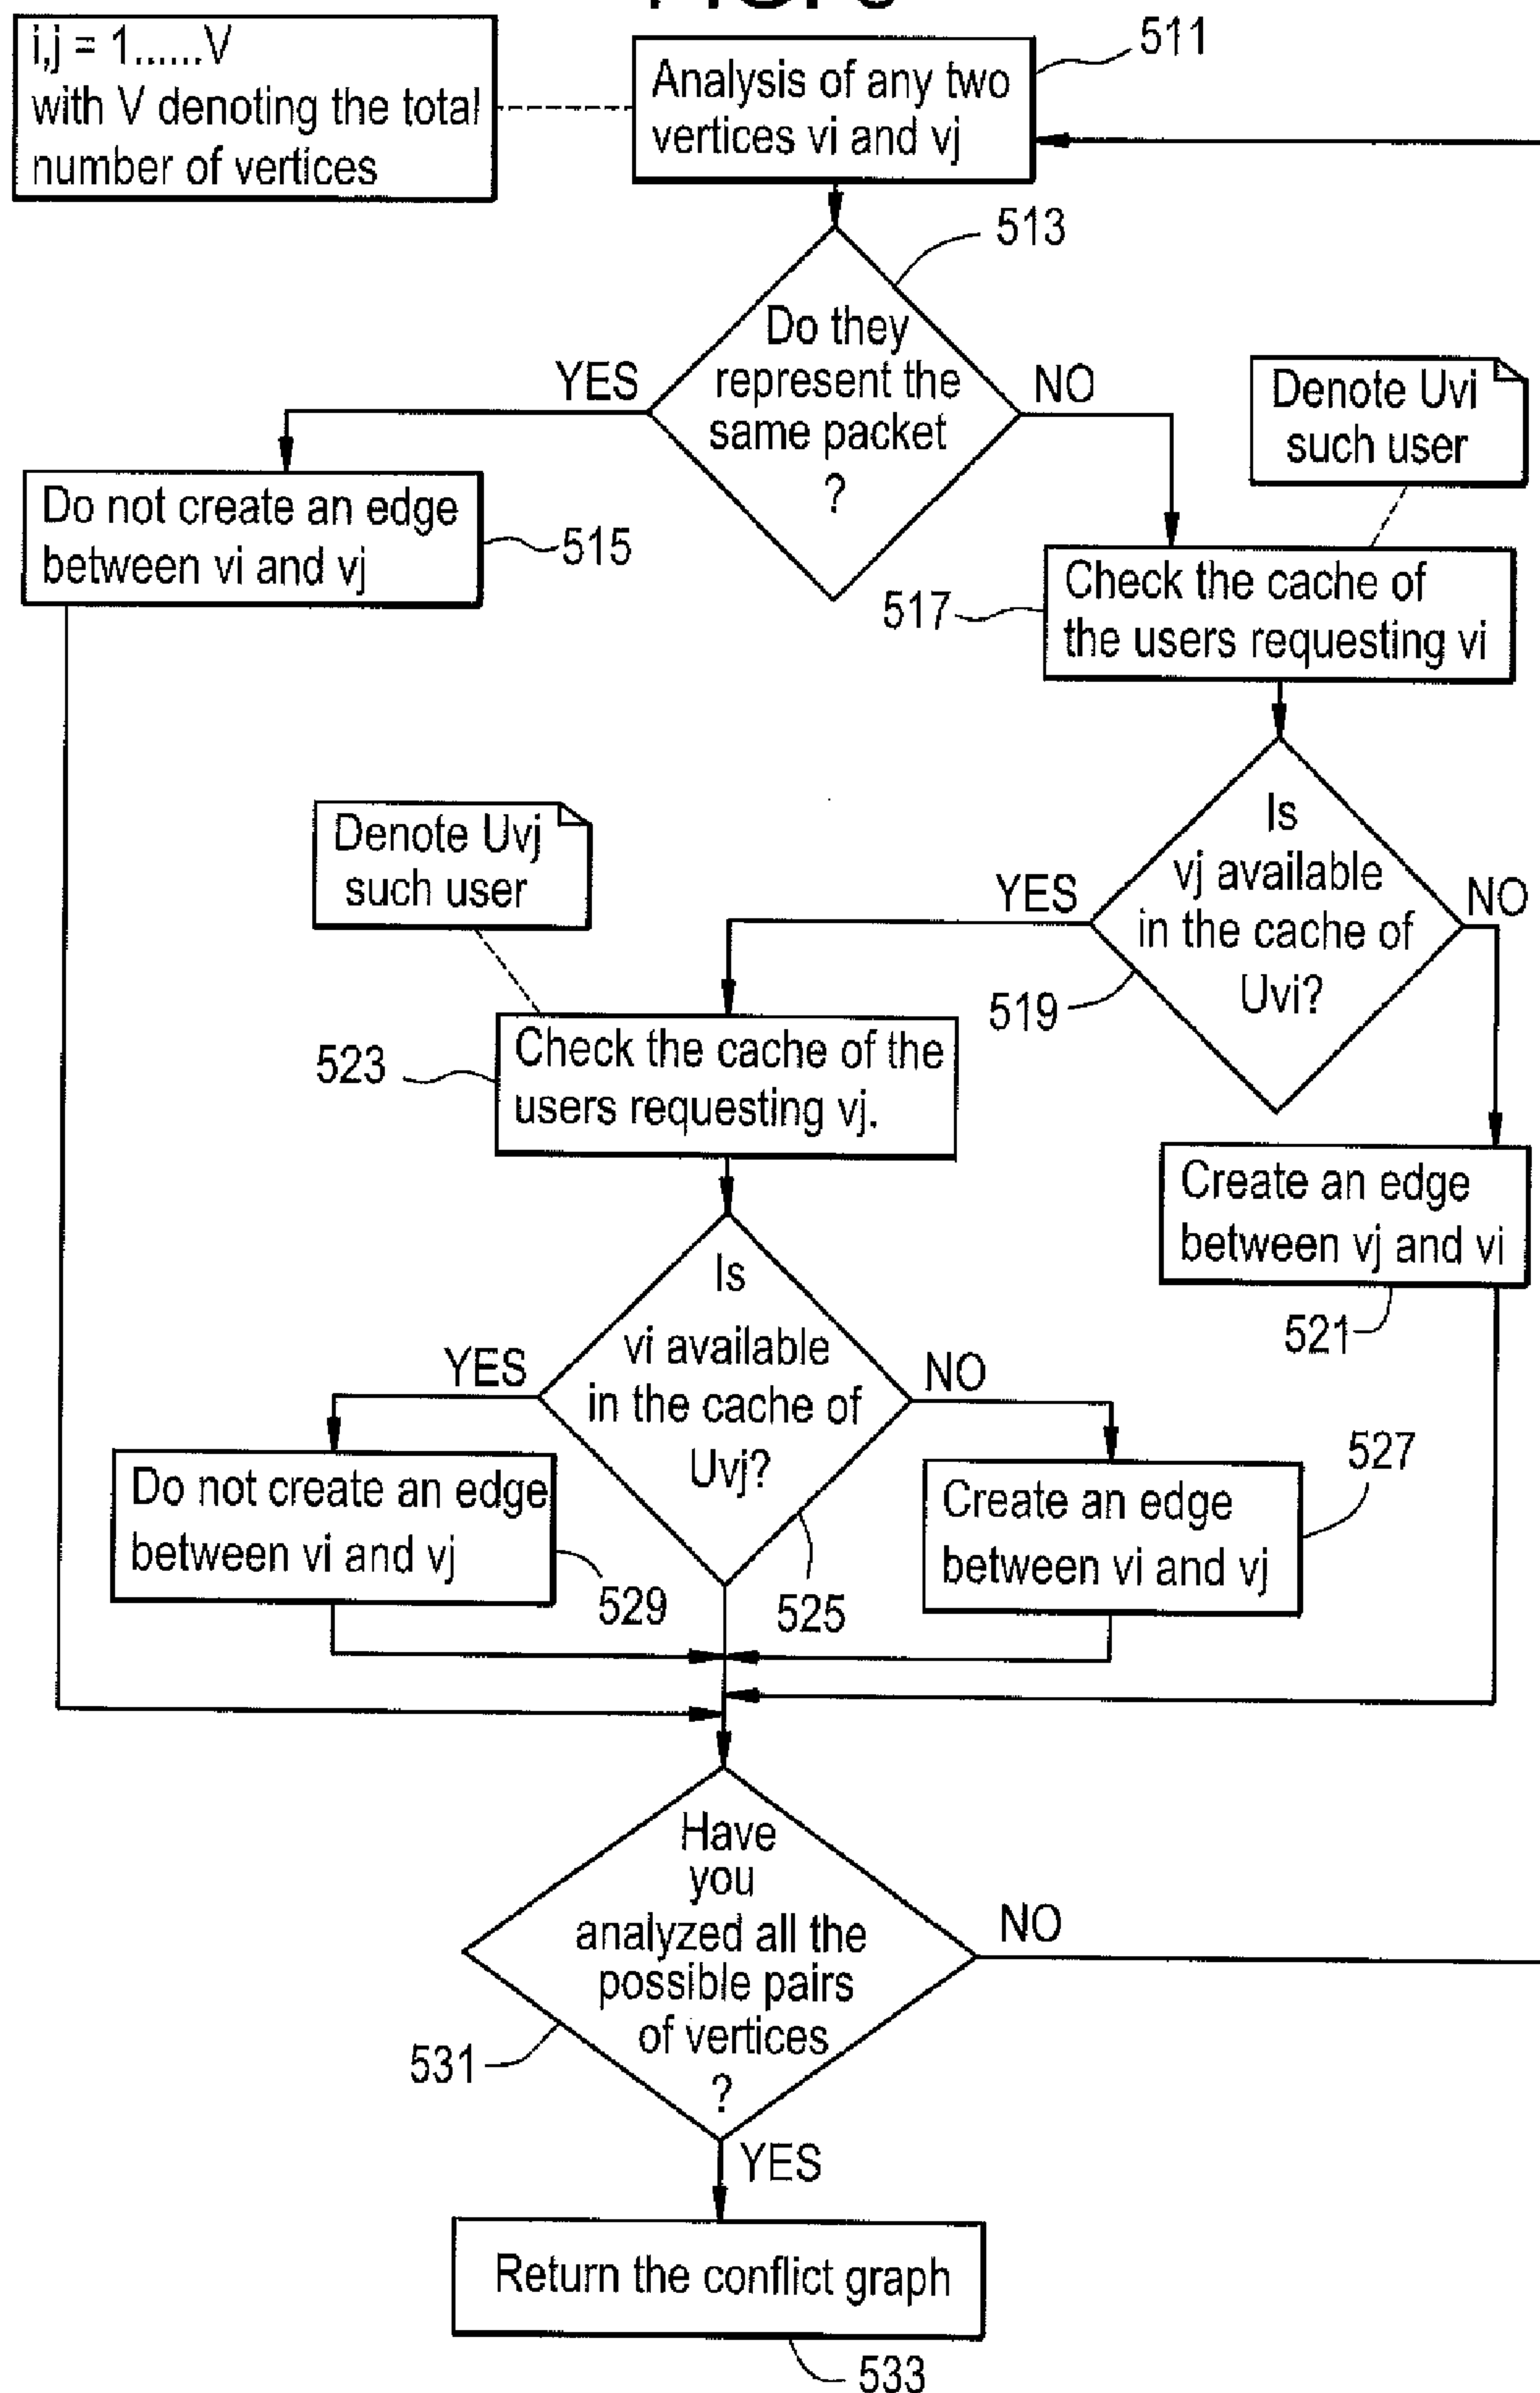 i,j = 1......V
with V denoting the total
number of vertices
Analysis of any two
vertices vi and vj
511
513
Do they
represent the
same packet
?
YES
NO
Denote Uvi
such user
Do not create an edge
between vi and vj
515
517
Check the cache of
the users requesting vi
Denote Uvj
such user
Is
vj available
in the cache of
Uvi?
YES
NO
519
523
Check the cache of the
users requesting vj.
Create an edge
between vj and vi
521
Is
vi available
in the cache of
Uvj?
YES
NO
527
Do not create an edge
between vi and vj
529
525
Create an edge
between vi and vj
Have
you
analyzed all the
possible pairs
of vertices
?
NO
531
YES
Return the conflict graph
533